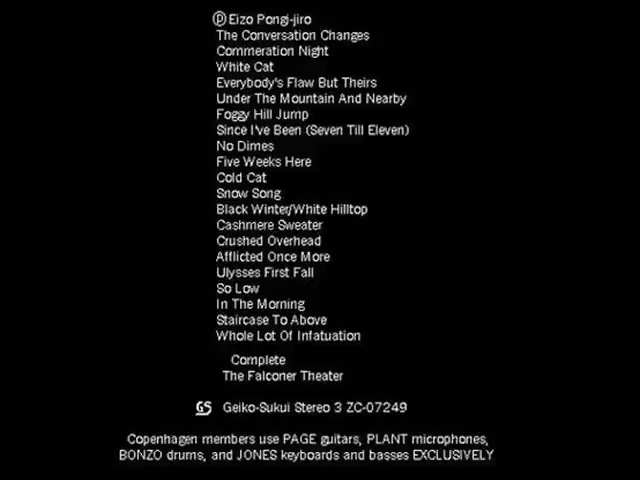 Ⓟ Eizo Pongi-jiro
The Conversation Changes
Commeration Night
White Cat
Everybody's Flaw But Theirs
Under The Mountain And Nearby
Foggy Hill Jump
Since I've Been (Seven Till Eleven)
No Dimes
Five Weeks Here
Cold Cat
Snow Song
Black Winter/White Hilltop
Cashmere Sweater
Crushed Overhead
Afflicted Once More
Ulysses First Fall
So Low
In The Morning
Staircase To Above
Whole Lot Of Infatuation
Complete
The Falconer Theater
GS Geiko-Sukui Stereo 3 ZC-07249
Copenhagen members use PAGE guitars, PLANT microphones,
BONZO drums, and JONES keyboards and basses EXCLUSIVELY